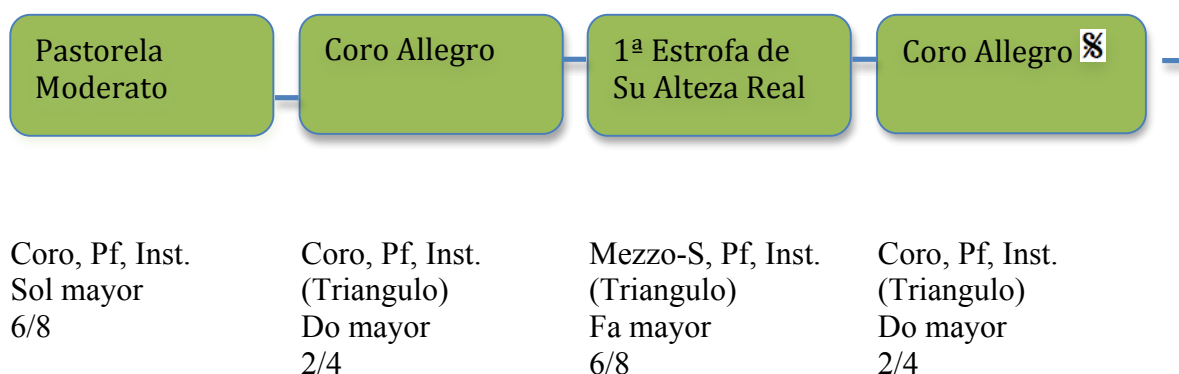 Pastorela
Moderato
Coro Allegro
1ª Estrofa de
Su Alteza Real
Coro Allegro 𝄋
Coro, Pf, Inst.
Sol mayor
6/8
Coro, Pf, Inst.
(Triangulo)
Do mayor
2/4
Mezzo-S, Pf, Inst.
(Triangulo)
Fa mayor
6/8
Coro, Pf, Inst.
(Triangulo)
Do mayor
2/4